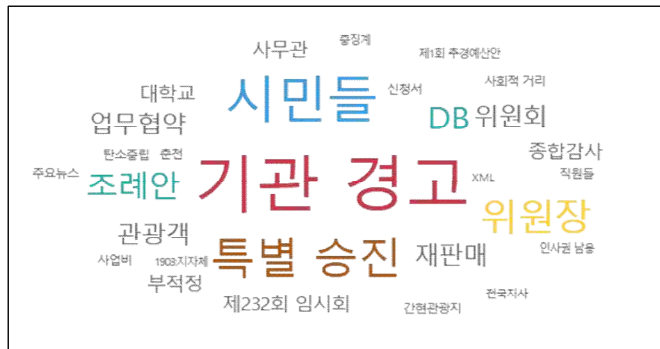 중징계
사무관
제1회 추경예산안
시민들
사회적 거리
대학교
신청서
업무협약
DB
위원회
종합감사
탄소중립
춘천
주요뉴스
조례안
기관 경고
XML
직원들
위원장
관광객
특별 승진
재판매
인사권 남용
사업비
1903:지자체
부적정
제232회 임시회
전국지사
간현관광지